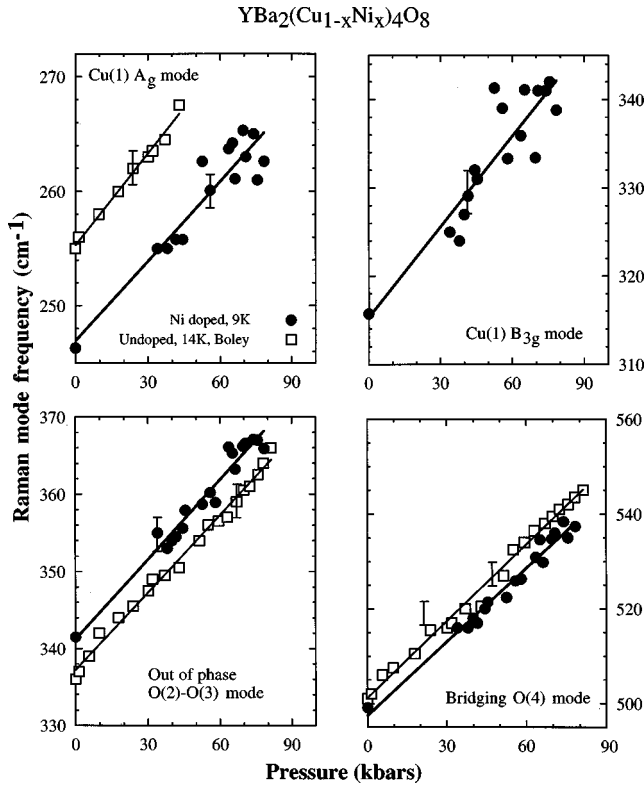 YBa2(Cu1-xNix)4O8
Raman mode frequency (cm-1)
270
260
250
240
Cu(1) Ag mode
Ni doped, 9K
Undoped, 14K, Boley
0 30 60 90
340
330
320
310
Cu(1) B3g mode
0 30 60 90
370
360
350
340
330
Out of phase
O(2)-O(3) mode
0 30 60 90
560
540
520
500
Bridging O(4) mode
0 30 60 90
Pressure (kbars)